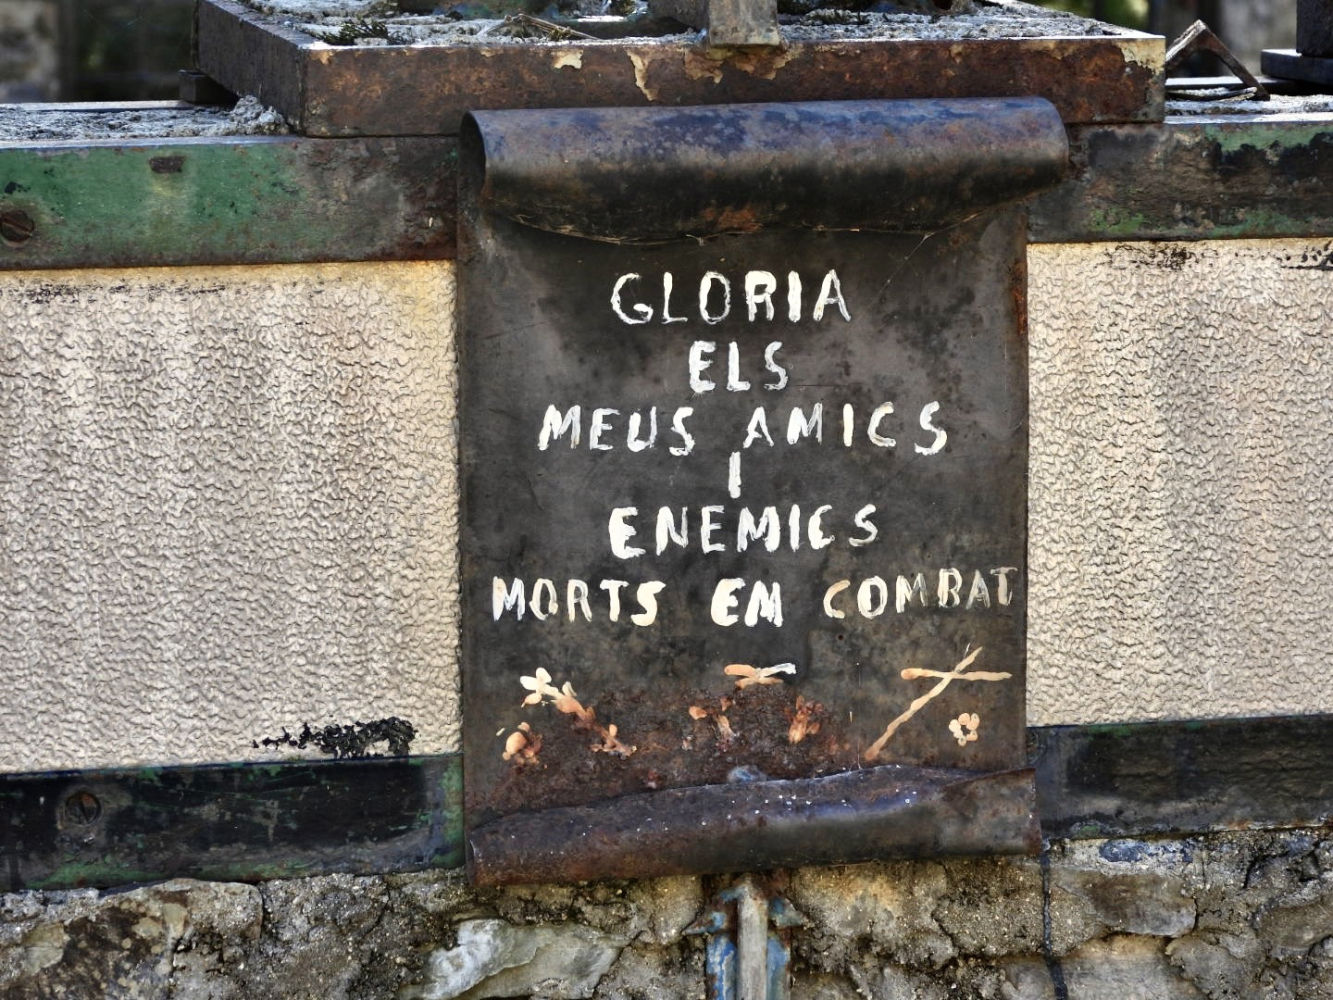 GLORIA
ELS
MEUS AMICS
I
ENEMICS
MORTS EM COMBAT